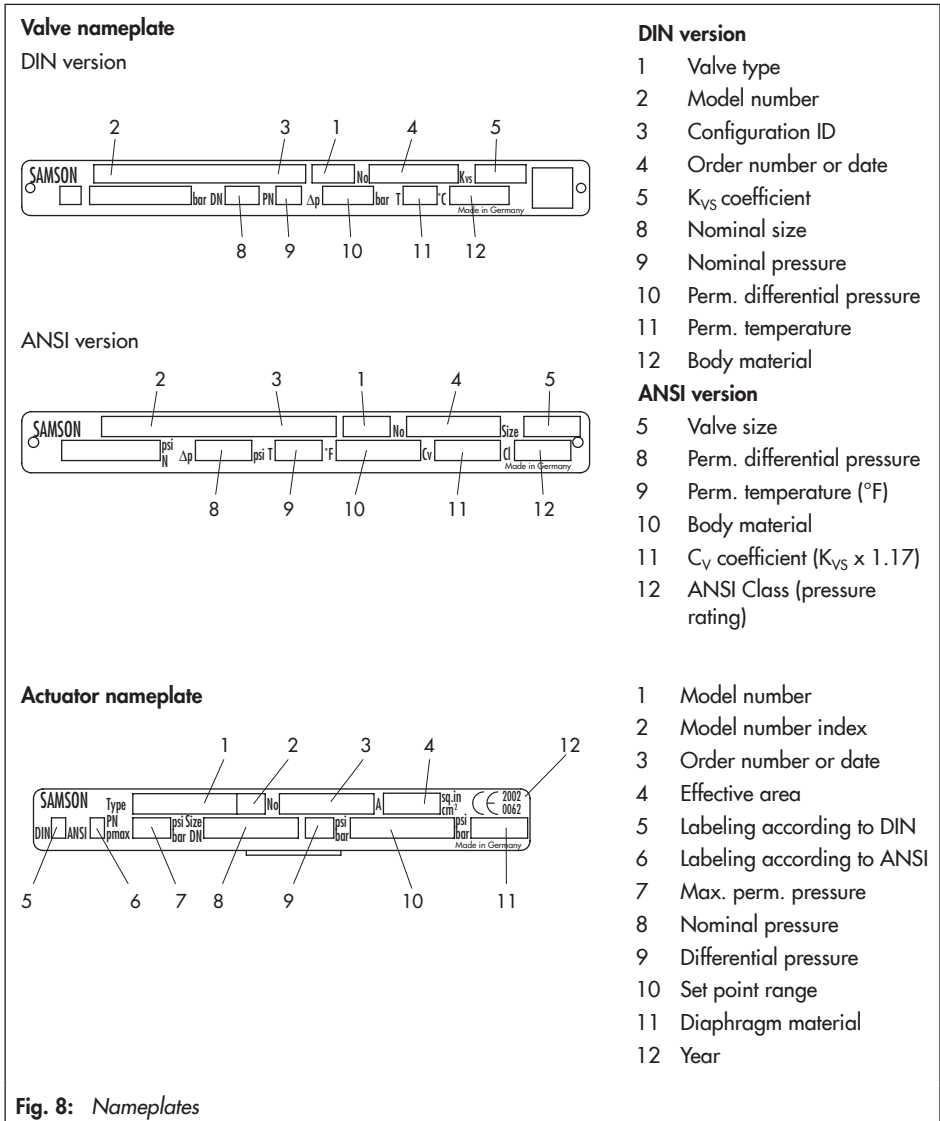 Valve nameplate
DIN version
2 3 1 4 5
SAMSON No KVS
bar DN PN Δp bar T °C
Made in Germany
8 9 10 11 12
ANSI version
2 3 1 4 5
SAMSON No Size
psi N Δp psi T °F Cv Cl
Made in Germany
8 9 10 11 12
DIN version
1 Valve type
2 Model number
3 Configuration ID
4 Order number or date
5 KVS coefficient
8 Nominal size
9 Nominal pressure
10 Perm. differential pressure
11 Perm. temperature
12 Body material
ANSI version
5 Valve size
8 Perm. differential pressure
9 Perm. temperature (°F)
10 Body material
11 CV coefficient (KVS x 1.17)
12 ANSI Class (pressure
rating)
Actuator nameplate
1 2 3 4 12
SAMSON Type No A sq.in cm² CE 2002 0062
DIN ANSI PN pmax psi bar Size DN psi bar psi bar
Made in Germany
5 6 7 8 9 10 11
1 Model number
2 Model number index
3 Order number or date
4 Effective area
5 Labeling according to DIN
6 Labeling according to ANSI
7 Max. perm. pressure
8 Nominal pressure
9 Differential pressure
10 Set point range
11 Diaphragm material
12 Year
Fig. 8: Nameplates